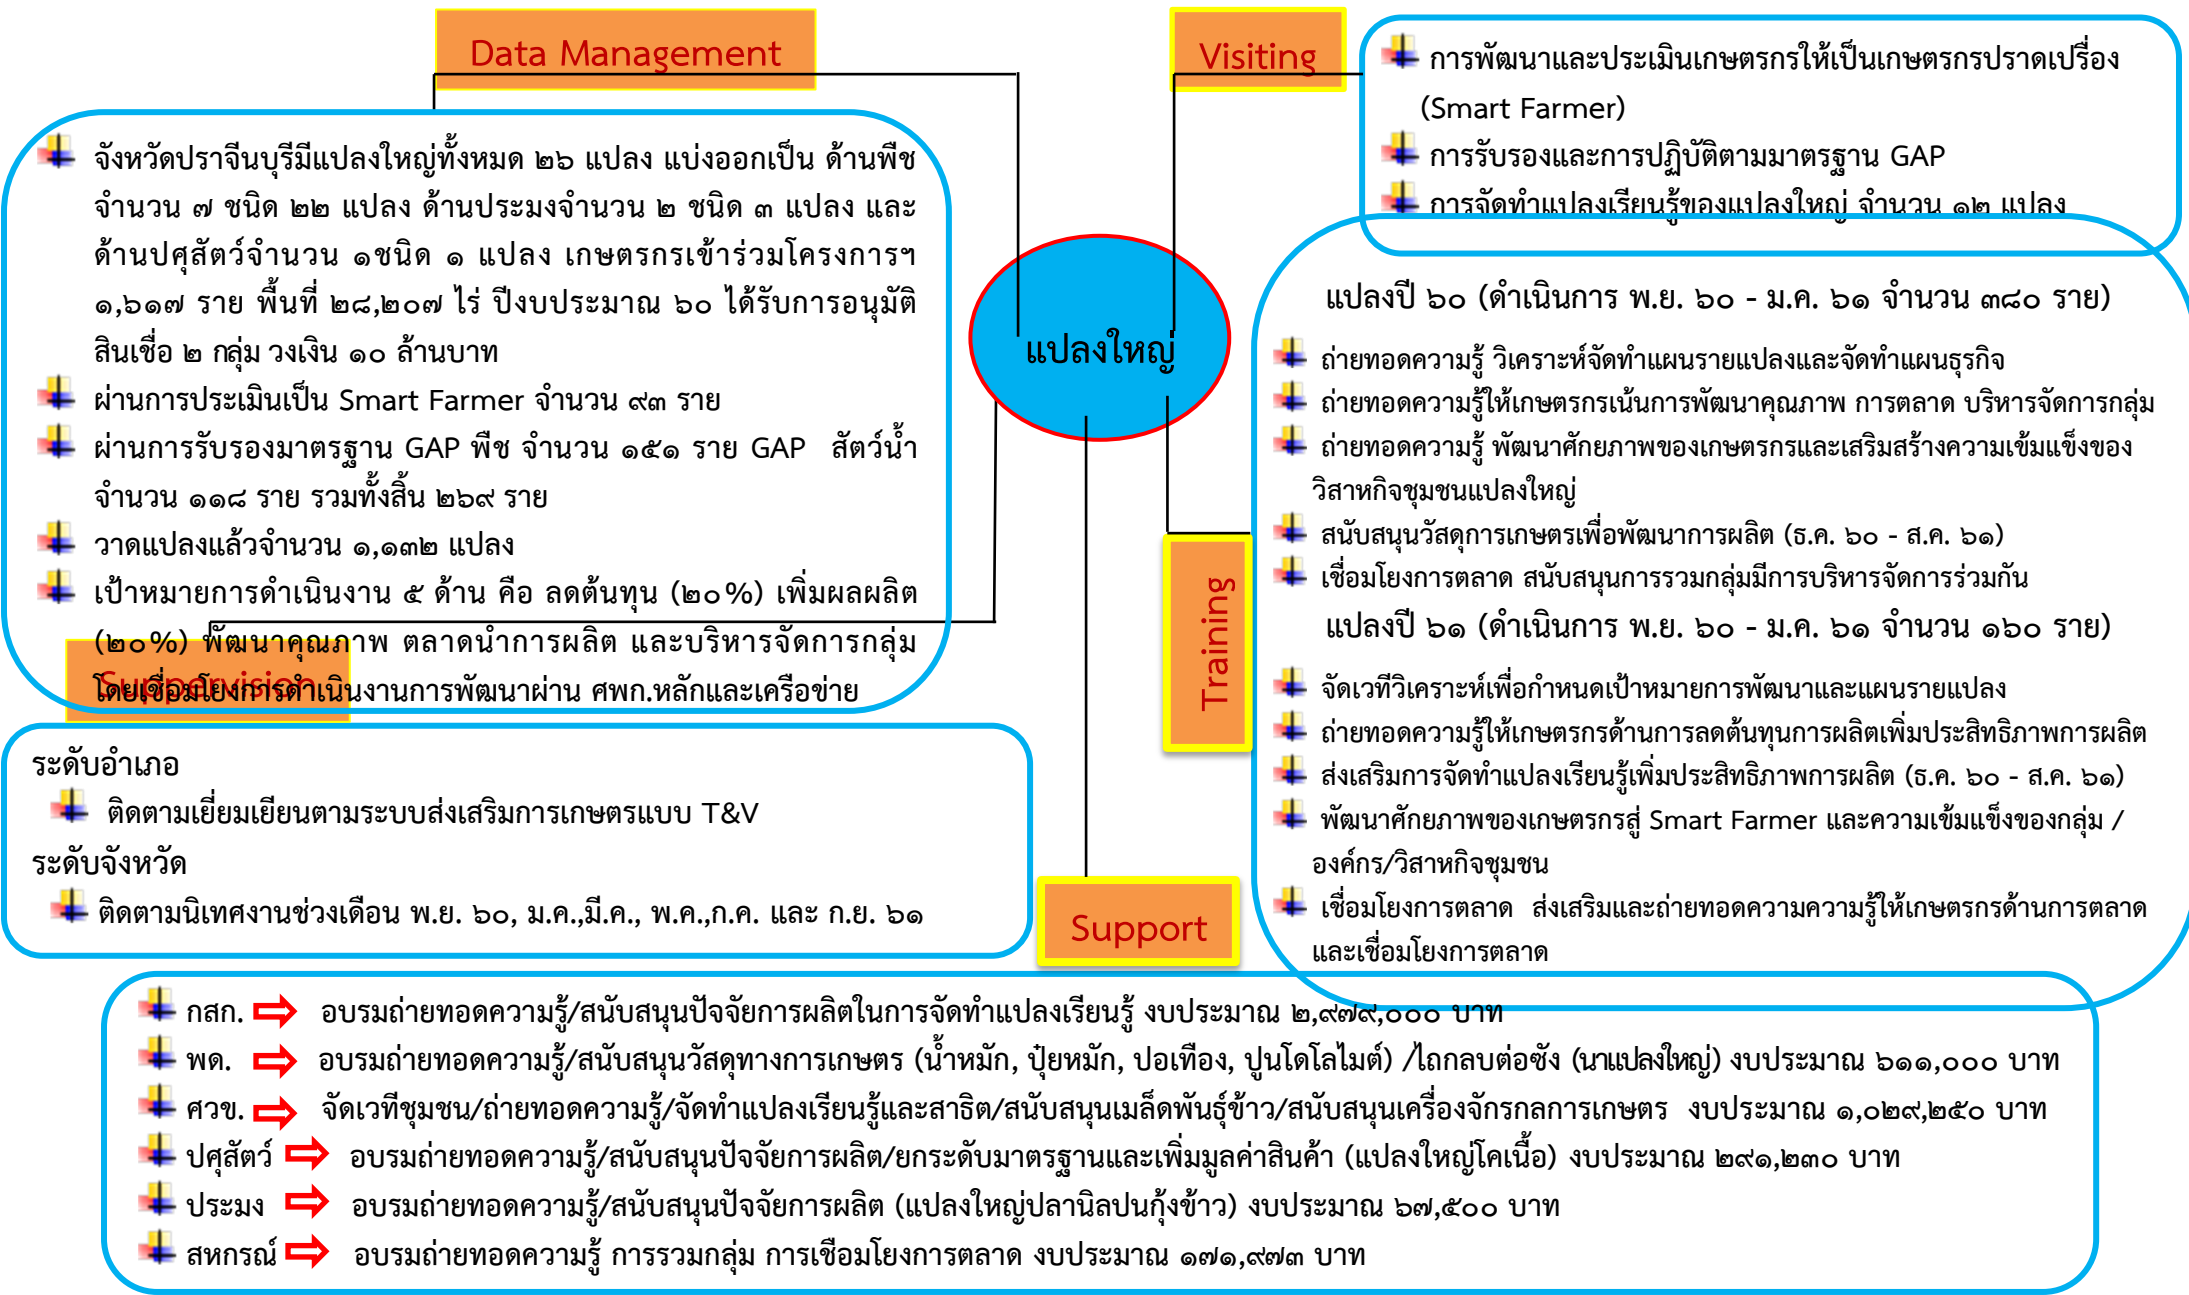 Data Management
จังหวัดปราจีนบุรีมีแปลงใหญ่ทั้งหมด ๒๖ แปลง แบ่งออกเป็น ด้านพืช
จำนวน ๗ ชนิด ๒๒ แปลง ด้านประมงจำนวน ๒ ชนิด ๓ แปลง และ
ด้านปศุสัตว์จำนวน ๑ชนิด ๑ แปลง เกษตรกรเข้าร่วมโครงการฯ
๑,๖๑๗ ราย พื้นที่ ๒๘,๒๐๗ ไร่ ปีงบประมาณ ๖๐ ได้รับการอนุมัติ
สินเชื่อ ๒ กลุ่ม วงเงิน ๑๐ ล้านบาท
ผ่านการประเมินเป็น Smart Farmer จำนวน ๙๓ ราย
ผ่านการรับรองมาตรฐาน GAP พืช จำนวน ๑๕๑ ราย GAP สัตว์น้ำ
จำนวน ๑๑๘ ราย รวมทั้งสิ้น ๒๖๙ ราย
วาดแปลงแล้วจำนวน ๑,๑๓๒ แปลง
เป้าหมายการดำเนินงาน ๕ ด้าน คือ ลดต้นทุน (๒๐%) เพิ่มผลผลิต
(๒๐%) พัฒนาคุณภาพ ตลาดนำการผลิต และบริหารจัดการกลุ่ม
โดยเชื่อมโยงการดำเนินงานการพัฒนาผ่าน ศพก.หลักและเครือข่าย
Visiting
การพัฒนาและประเมินเกษตรกรให้เป็นเกษตรกรปราดเปรื่อง
(Smart Farmer)
การรับรองและการปฏิบัติตามมาตรฐาน GAP
การจัดทำแปลงเรียนรู้ของแปลงใหญ่ จำนวน ๑๒ แปลง
แปลงใหญ่
Training
แปลงปี ๖๐ (ดำเนินการ พ.ย. ๖๐ - ม.ค. ๖๑ จำนวน ๓๘๐ ราย)
ถ่ายทอดความรู้ วิเคราะห์จัดทำแผนรายแปลงและจัดทำแผนธุรกิจ
ถ่ายทอดความรู้ให้เกษตรกรเน้นการพัฒนาคุณภาพ การตลาด บริหารจัดการกลุ่ม
ถ่ายทอดความรู้ พัฒนาศักยภาพของเกษตรกรและเสริมสร้างความเข้มแข็งของ
วิสาหกิจชุมชนแปลงใหญ่
สนับสนุนวัสดุการเกษตรเพื่อพัฒนาการผลิต (ธ.ค. ๖๐ - ส.ค. ๖๑)
เชื่อมโยงการตลาด สนับสนุนการรวมกลุ่มมีการบริหารจัดการร่วมกัน
แปลงปี ๖๑ (ดำเนินการ พ.ย. ๖๐ - ม.ค. ๖๑ จำนวน ๑๖๐ ราย)
จัดเวทีวิเคราะห์เพื่อกำหนดเป้าหมายการพัฒนาและแผนรายแปลง
ถ่ายทอดความรู้ให้เกษตรกรด้านการลดต้นทุนการผลิตเพิ่มประสิทธิภาพการผลิต
ส่งเสริมการจัดทำแปลงเรียนรู้เพิ่มประสิทธิภาพการผลิต (ธ.ค. ๖๐ - ส.ค. ๖๑)
พัฒนาศักยภาพของเกษตรกรสู่ Smart Farmer และความเข้มแข็งของกลุ่ม /
องค์กร/วิสาหกิจชุมชน
เชื่อมโยงการตลาด ส่งเสริมและถ่ายทอดความความรู้ให้เกษตรกรด้านการตลาด
และเชื่อมโยงการตลาด
Suppervision
ระดับอำเภอ
ติดตามเยี่ยมเยียนตามระบบส่งเสริมการเกษตรแบบ T&V
ระดับจังหวัด
ติดตามนิเทศงานช่วงเดือน พ.ย. ๖๐, ม.ค.,มี.ค., พ.ค.,ก.ค. และ ก.ย. ๖๑
Support
กสก. อบรมถ่ายทอดความรู้/สนับสนุนปัจจัยการผลิตในการจัดทำแปลงเรียนรู้ งบประมาณ ๒,๙๗๙,๐๐๐ บาท
พด. อบรมถ่ายทอดความรู้/สนับสนุนวัสดุทางการเกษตร (น้ำหมัก, ปุ๋ยหมัก, ปอเทือง, ปูนโดโลไมต์) /ไถกลบต่อซัง (นาแปลงใหญ่) งบประมาณ ๖๑๑,๐๐๐ บาท
ศวข. จัดเวทีชุมชน/ถ่ายทอดความรู้/จัดทำแปลงเรียนรู้และสาธิต/สนับสนุนเมล็ดพันธุ์ข้าว/สนับสนุนเครื่องจักรกลการเกษตร งบประมาณ ๑,๐๒๙,๒๕๐ บาท
ปศุสัตว์ อบรมถ่ายทอดความรู้/สนับสนุนปัจจัยการผลิต/ยกระดับมาตรฐานและเพิ่มมูลค่าสินค้า (แปลงใหญ่โคเนื้อ) งบประมาณ ๒๙๑,๒๓๐ บาท
ประมง อบรมถ่ายทอดความรู้/สนับสนุนปัจจัยการผลิต (แปลงใหญ่ปลานิลปนกุ้งข้าว) งบประมาณ ๖๗,๕๐๐ บาท
สหกรณ์ อบรมถ่ายทอดความรู้ การรวมกลุ่ม การเชือมโยงการตลาด งบประมาณ ๑๗๑,๙๗๓ บาท